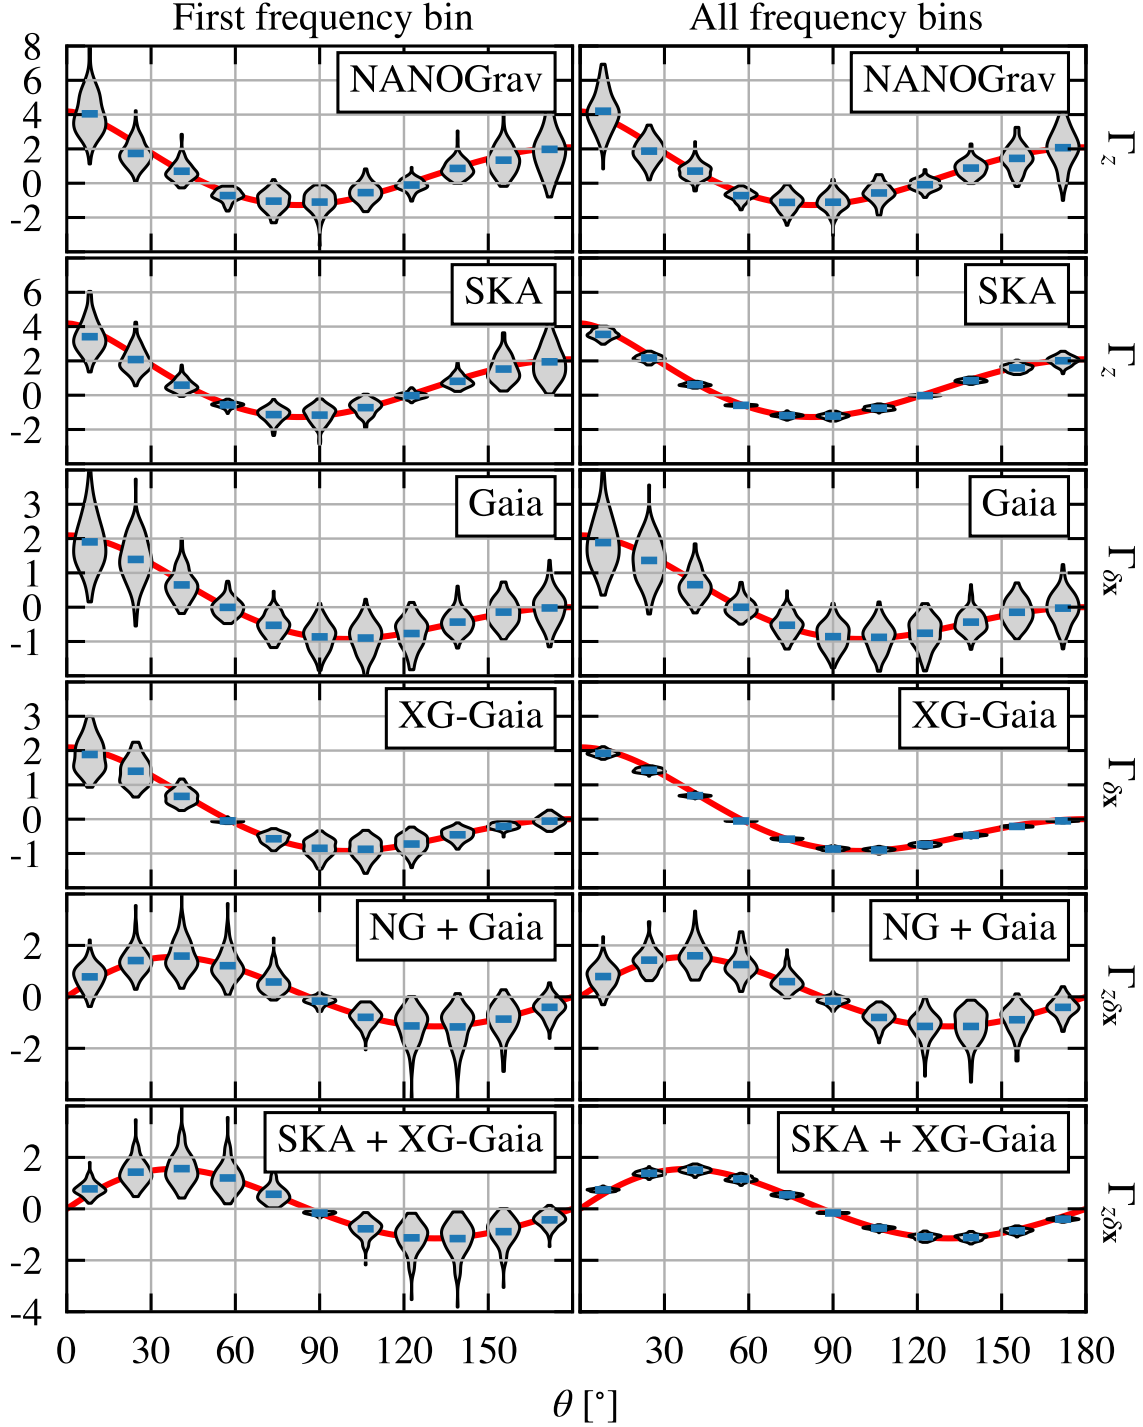 First frequency bin All frequency bins
8
6
4
2
0
-2
NANOGrav NANOGrav
Γz
6
4
2
0
-2
SKA SKA
Γz
3
2
1
0
-1
Gaia Gaia
Γδx
3
2
1
0
-1
XG-Gaia XG-Gaia
Γδx
2
0
-2
NG + Gaia NG + Gaia
Γzδx
2
0
-2
-4
SKA + XG-Gaia SKA + XG-Gaia
Γzδx
0 30 60 90 120 150 30 60 90 120 150 180
θ [°]